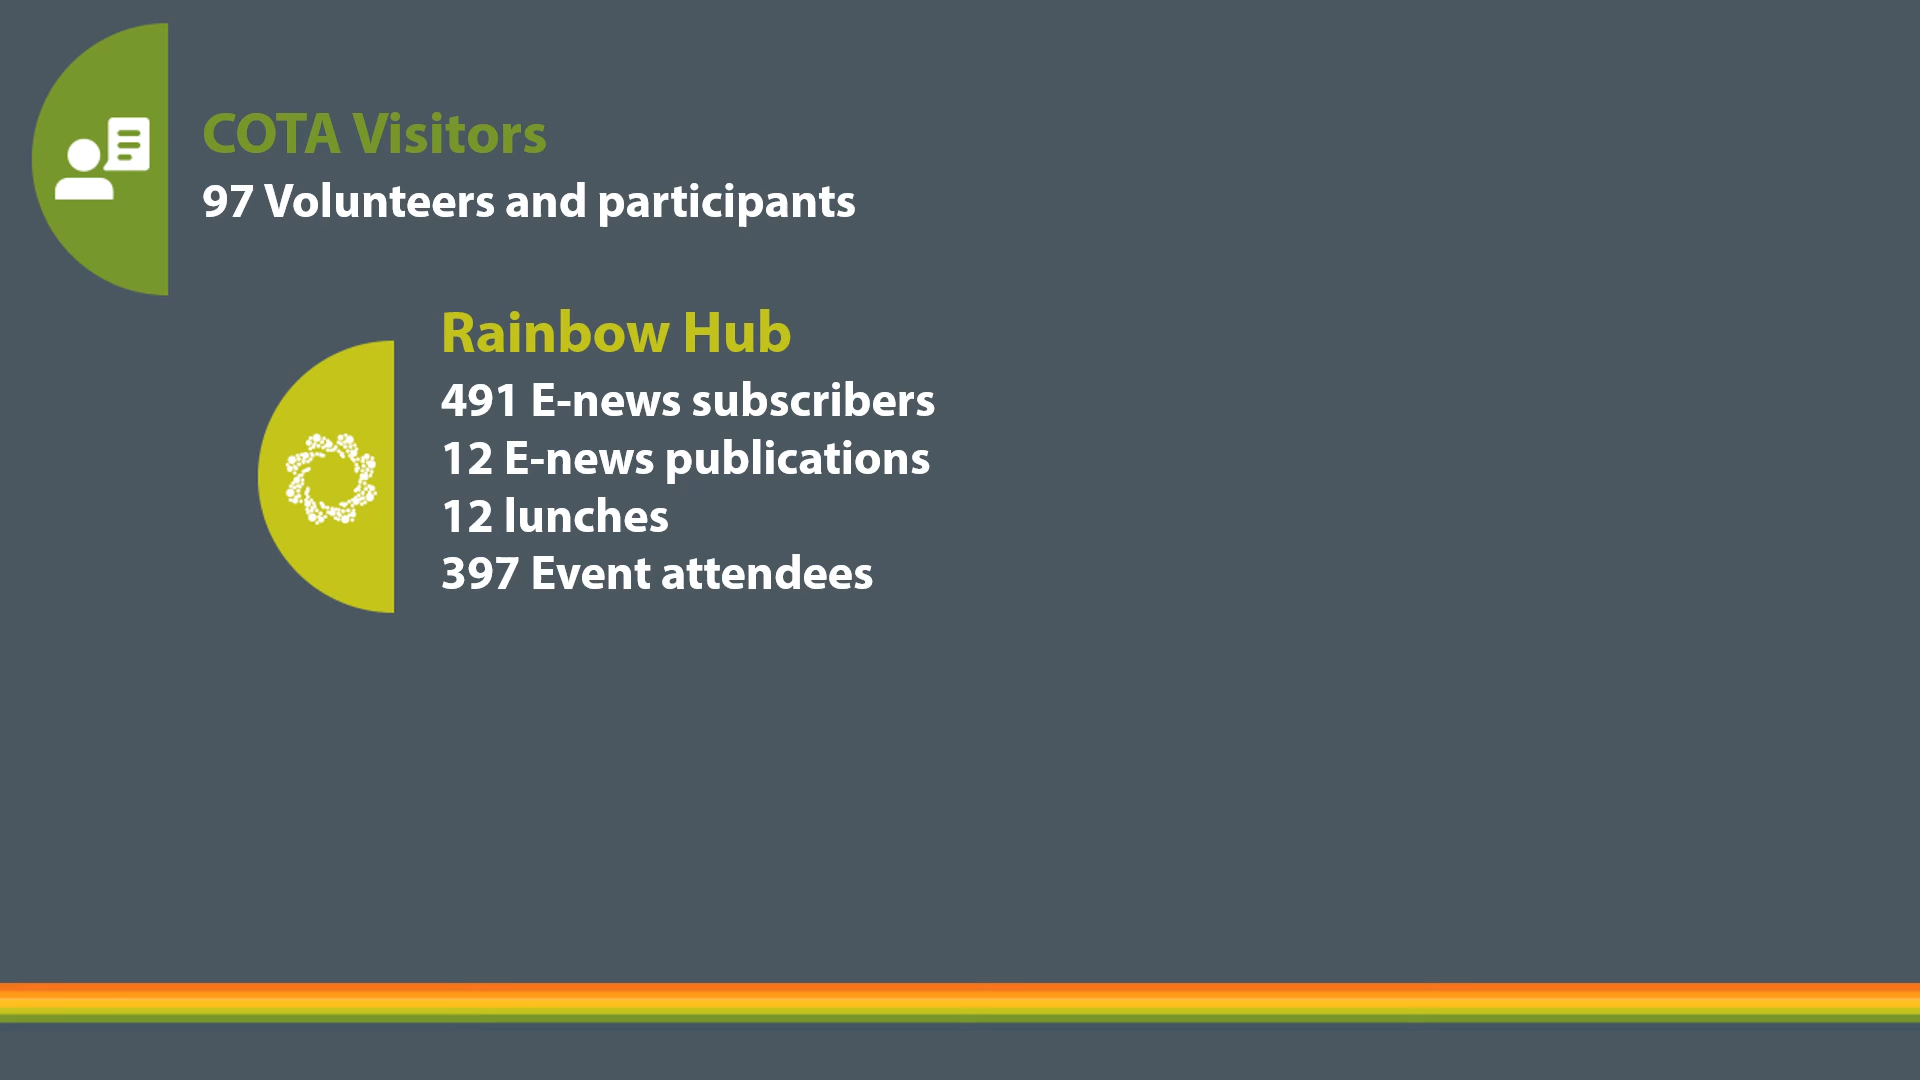 COTA Visitors
97 Volunteers and participants
Rainbow Hub
491 E-news subscribers
12 E-news publications
12 lunches
397 Event attendees